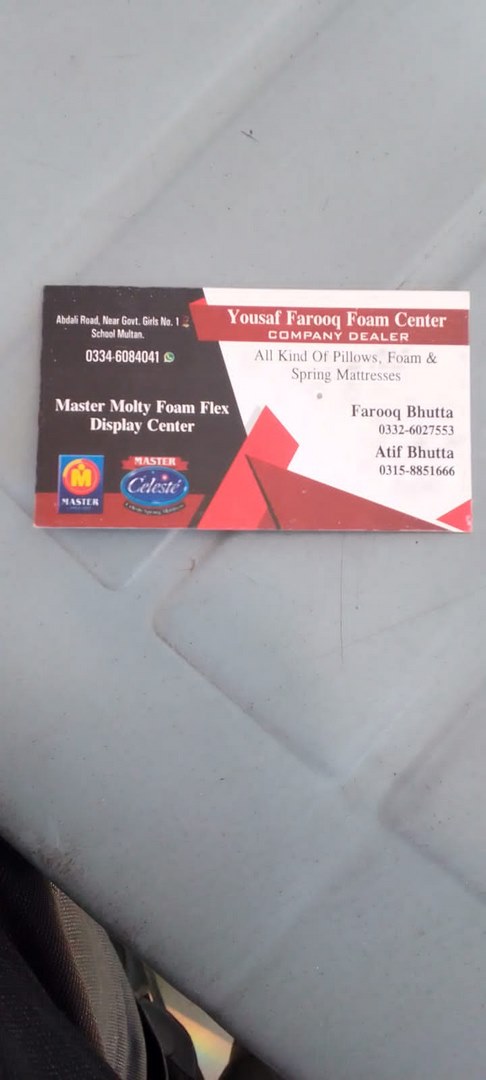 Abdali Road, Near Govt. Girls No. 1
School Multan.
0334-6084041
Master Molty Foam Flex
Display Center
MASTER
MASTER
Celesté
Yousaf Farooq Foam Center
COMPANY DEALER
All Kind Of Pillows, Foam &
Spring Mattresses
Farooq Bhutta
0332-6027553
Atif Bhutta
0315-8851666